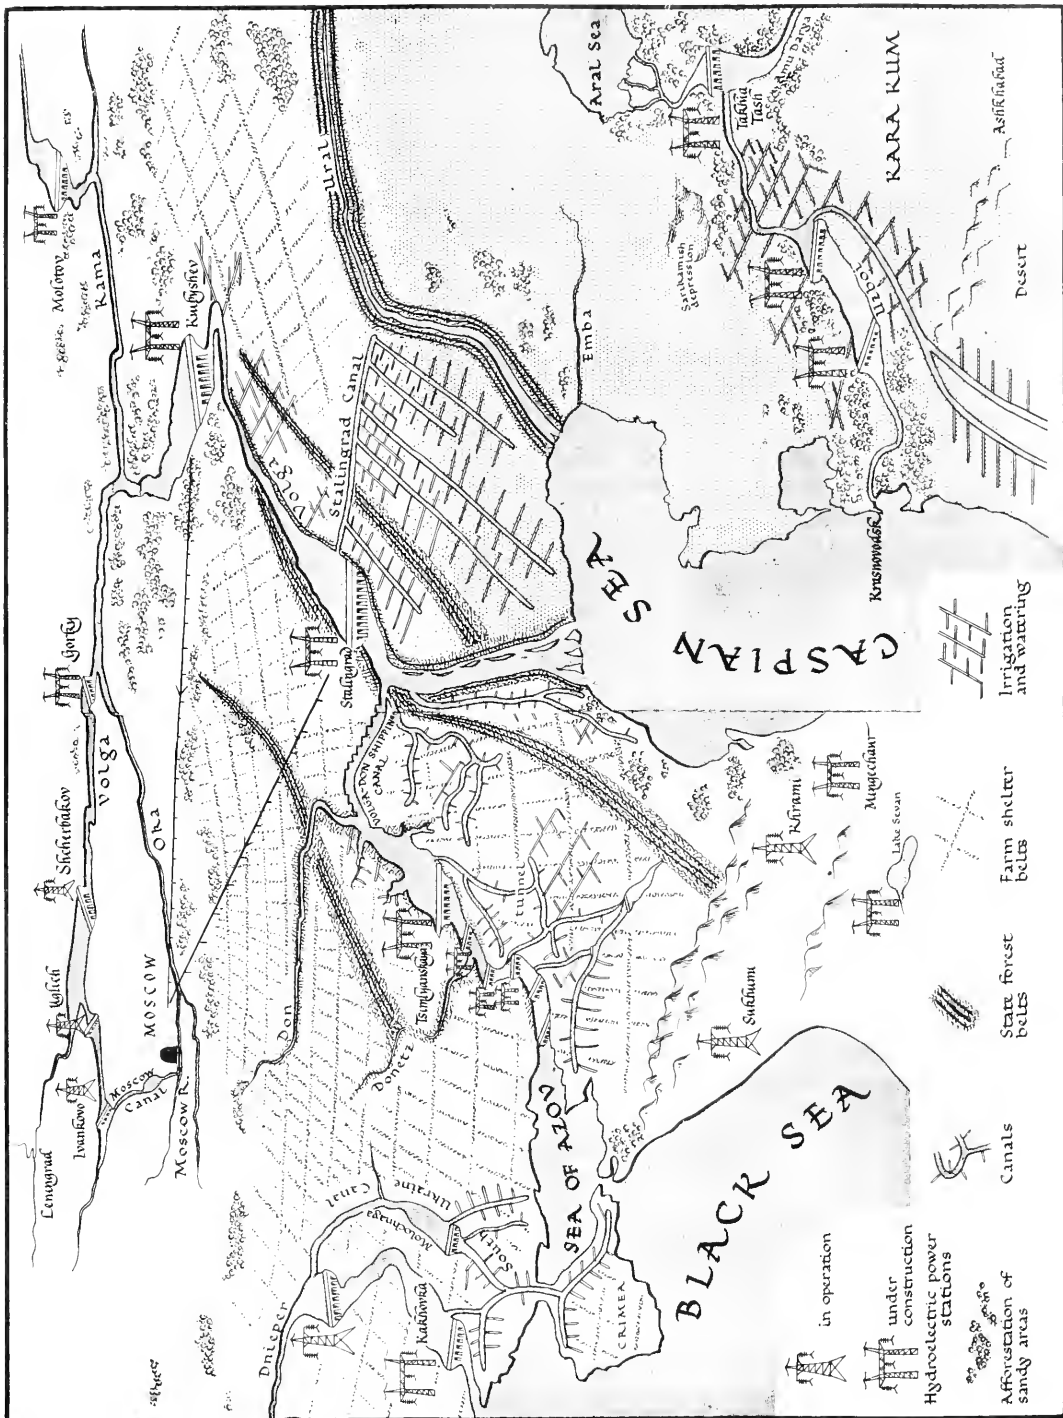 Leningrad
Ivankovo
Uglich
Shcherbakov
Gorky
Molotov
Kama
Moscow
Canal
MOSCOW
Moscow R.
Volga
Oka
Kuibyshev
Ural
Volga
Stalingrad Canal
Stalingrad
VOLGA-DON SHIPPING
CANAL
Don
Donetz
Tsimlyanskaya
tunnel
Emba
Dnieper
Kakhovka
Molochnaya
South
Ukraine
Canal
CRIMEA
SEA OF AZOV
BLACK SEA
Sukhumi
Khrami
Mingechaur
Lake Sevan
CASPIAN
SEA
Krasnovodsk
Uzboi
Sarikamish
depression
Aral Sea
Takhia
Tash
Amu Darya
KARA KUM
Ashkhabad
Desert
in operation
under
construction
Hydroelectric power
stations
Afforestation of
sandy areas
Canals
State forest
belts
Farm shelter
belts
Irrigation
and watering